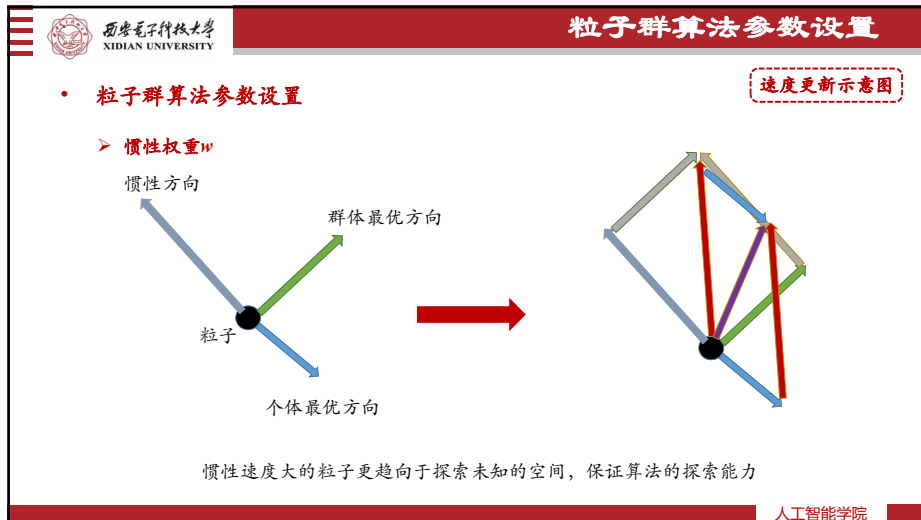 西安电子科技大学
XIDIAN UNIVERSITY
粒子群算法参数设置
• 粒子群算法参数设置
速度更新示意图
➢ 惯性权重w
惯性方向
群体最优方向
粒子
个体最优方向
惯性速度大的粒子更趋向于探索未知的空间，保证算法的探索能力
人工智能学院